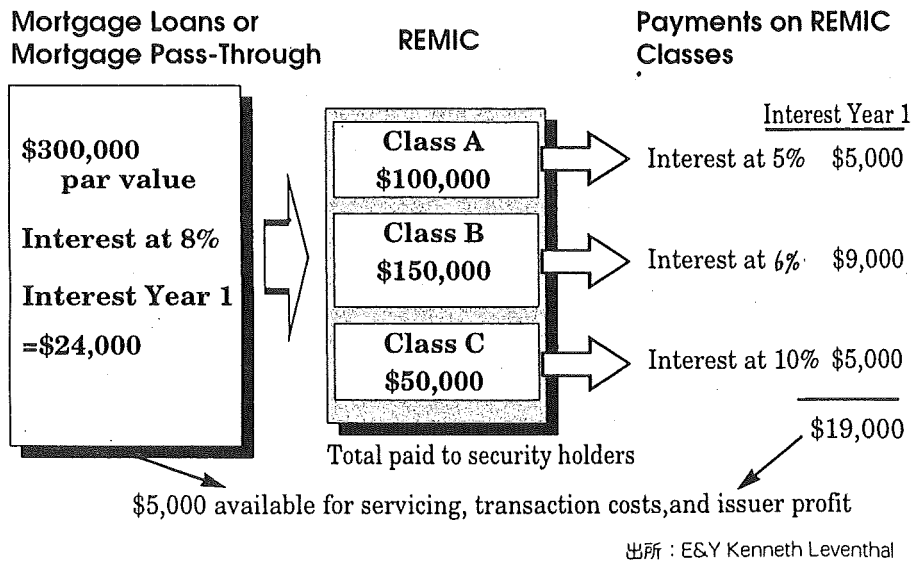 Mortgage Loans or
Mortgage Pass-Through
REMIC
Payments on REMIC
Classes
$300,000
par value
Interest at 8%
Interest Year 1
=$24,000
Class A
$100,000
Class B
$150,000
Class C
$50,000
Interest Year 1
Interest at 5% $5,000
Interest at 6% $9,000
Interest at 10% $5,000
$19,000
Total paid to security holders
$5,000 available for servicing, transaction costs,and issuer profit
出所：E&Y Kenneth Leventhal